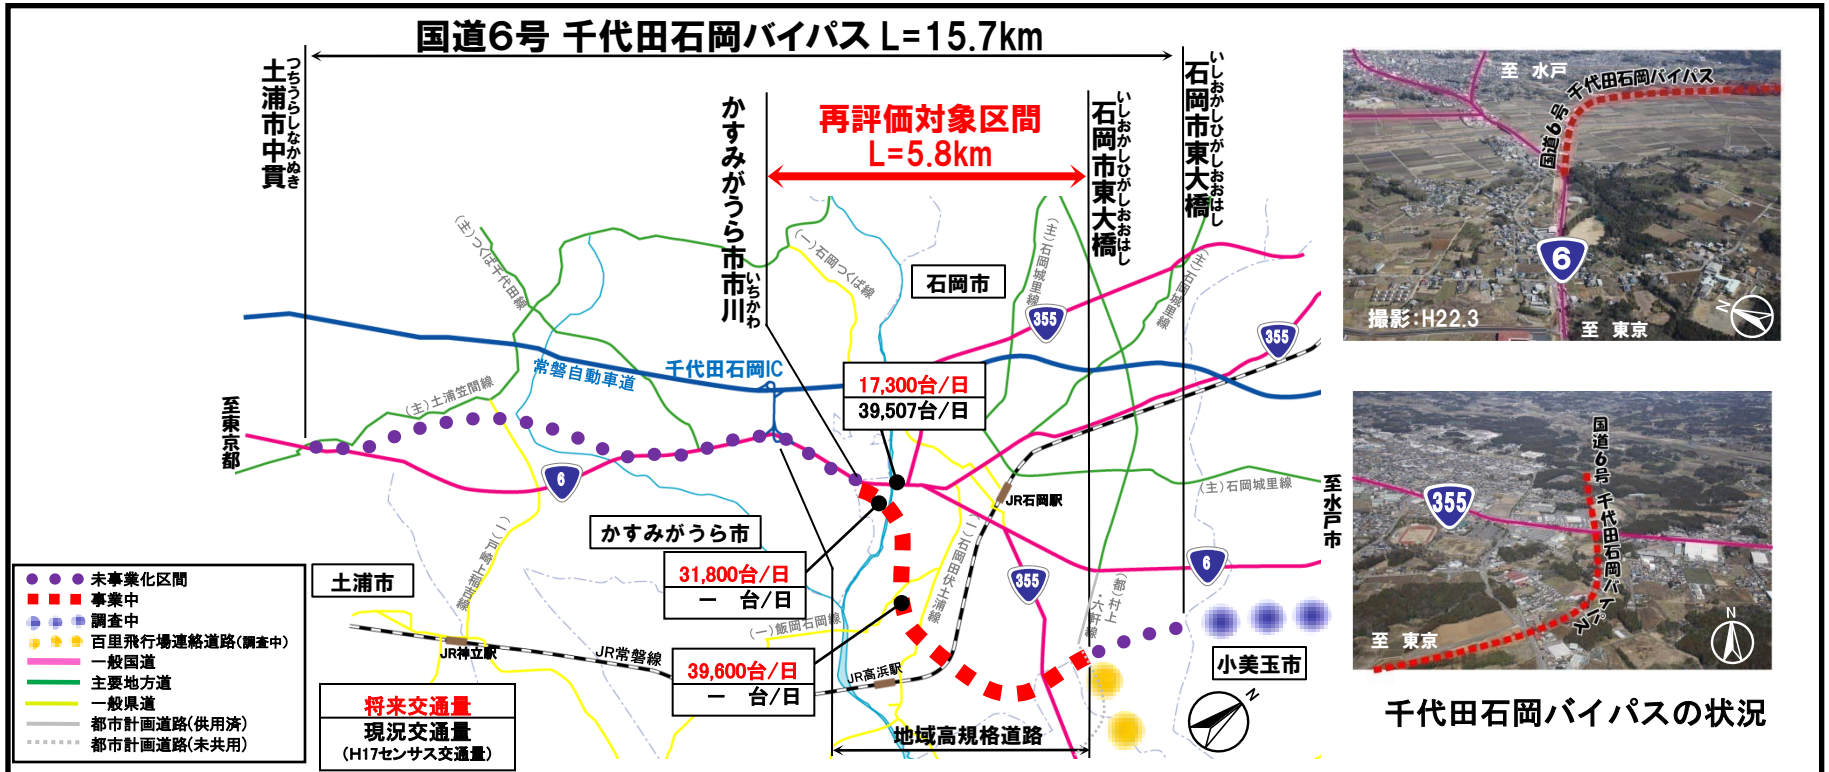 国道6号 千代田石岡バイパス L=15.7km
土浦市中貫
つちうらしなかぬき
かすみがうら市市川
いちかわ
再評価対象区間
L=5.8km
石岡市東大橋
いしおかしひがしおおはし
石岡市東大橋
いしおかしひがしおおはし
(主)つくば千代田線
(一)石岡つくば線
石岡市
(主)石岡城里線
(主)石岡城里線
355
355
常磐自動車道
千代田石岡IC
17,300台/日
39,507台/日
(主)土浦笠間線
至東京都
6
JR石岡駅
(主)石岡城里線
至水戸市
かすみがうら市
31,800台/日
― 台/日
(一)戸崎上稲吉線
(一)石岡田伏土浦線
355
6
(都)村上・六軒線
土浦市
(一)飯岡石岡線
JR神立駅
JR常磐線
39,600台/日
― 台/日
JR高浜駅
小美玉市
N
将来交通量
現況交通量
(H17センサス交通量)
地域高規格道路
未事業化区間
事業中
調査中
百里飛行場連絡道路(調査中)
一般国道
主要地方道
一般県道
都市計画道路(供用済)
都市計画道路(未共用)
至 水戸
国道6号 千代田石岡バイパス
6
撮影:H22.3
至 東京
N
国道6号 千代田石岡バイパス
355
至 東京
N
千代田石岡バイパスの状況